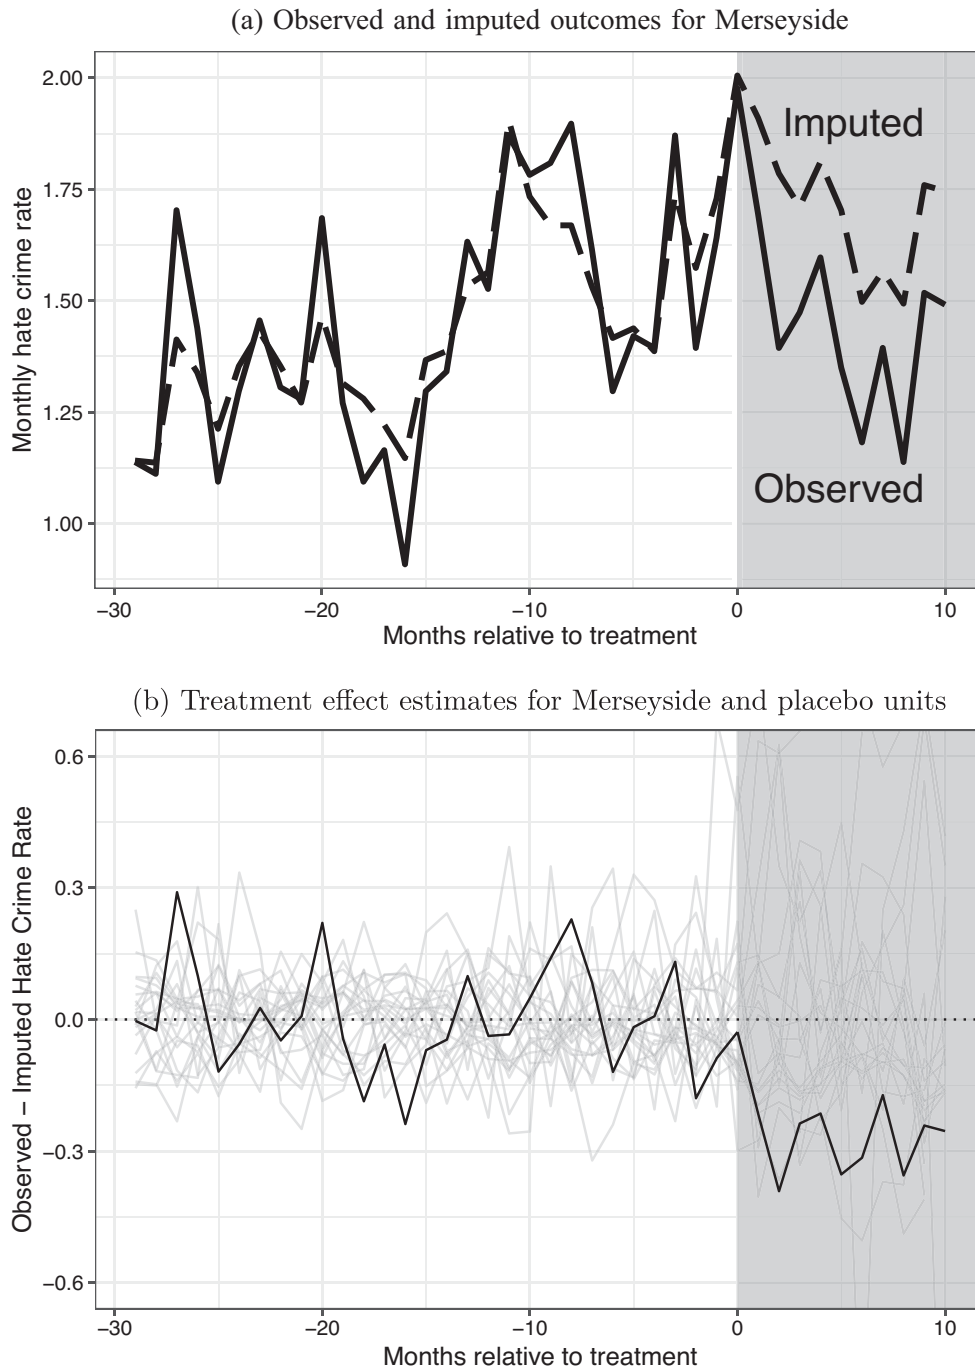 (a) Observed and imputed outcomes for Merseyside
2.00
1.75
1.50
1.25
1.00
Monthly hate crime rate
Imputed
Observed
−30 −20 −10 0 10
Months relative to treatment
(b) Treatment effect estimates for Merseyside and placebo units
0.6
0.3
0.0
−0.3
−0.6
Observed − Imputed Hate Crime Rate
−30 −20 −10 0 10
Months relative to treatment